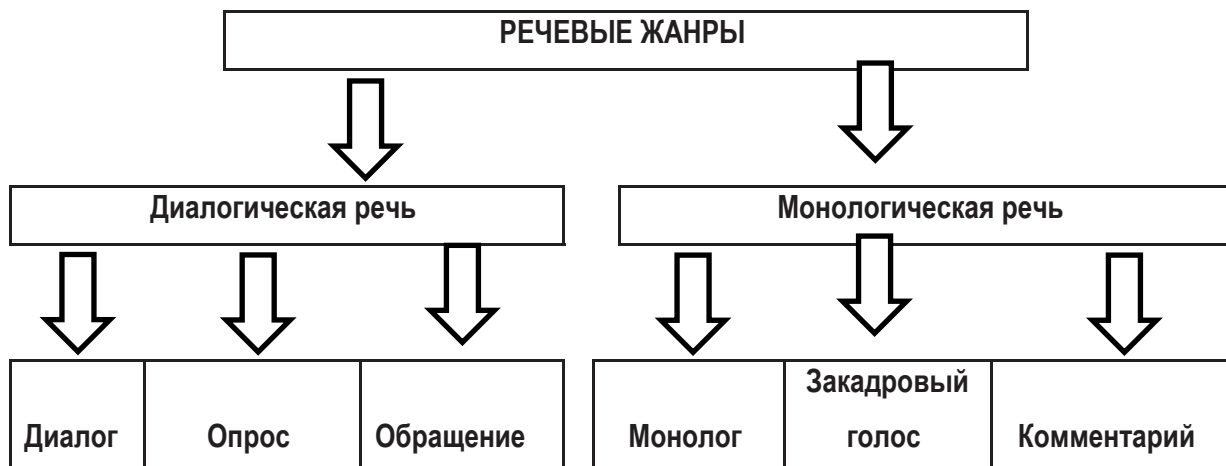 РЕЧЕВЫЕ ЖАНРЫ
Диалогическая речь
Монологическая речь
Диалог
Опрос
Обращение
Монолог
Закадровый
голос
Комментарий